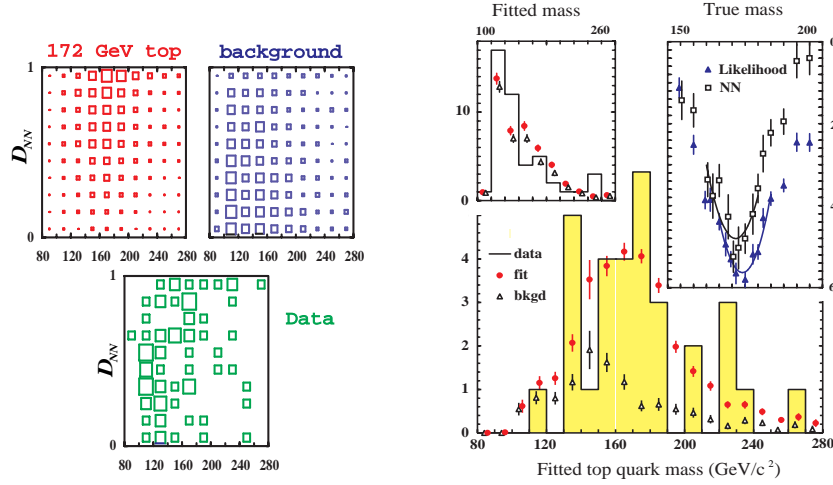 172 GeV top
background
1
D_NN
0
80 120 160 200 240 280
80 120 160 200 240 280
1
D_NN
0
80 120 160 200 240 280
Data
Fitted mass
100 260
10
0
True mass
150 200
0
2
4
6
Likelihood
NN
data
fit
bkgd
4
3
2
1
0
80 120 160 200 240 280
Fitted top quark mass (GeV/c²)